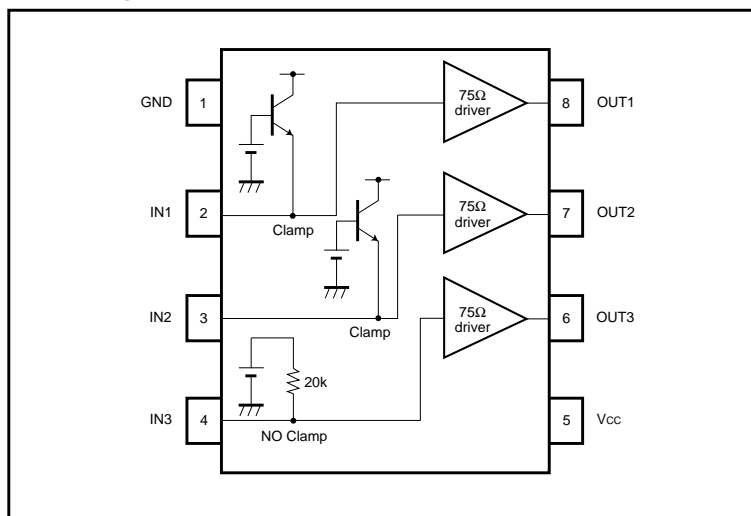 GND 1
75Ω
driver
8 OUT1
IN1 2
Clamp
75Ω
driver
7 OUT2
IN2 3
Clamp
75Ω
driver
6 OUT3
20k
IN3 4
NO Clamp
5 Vcc